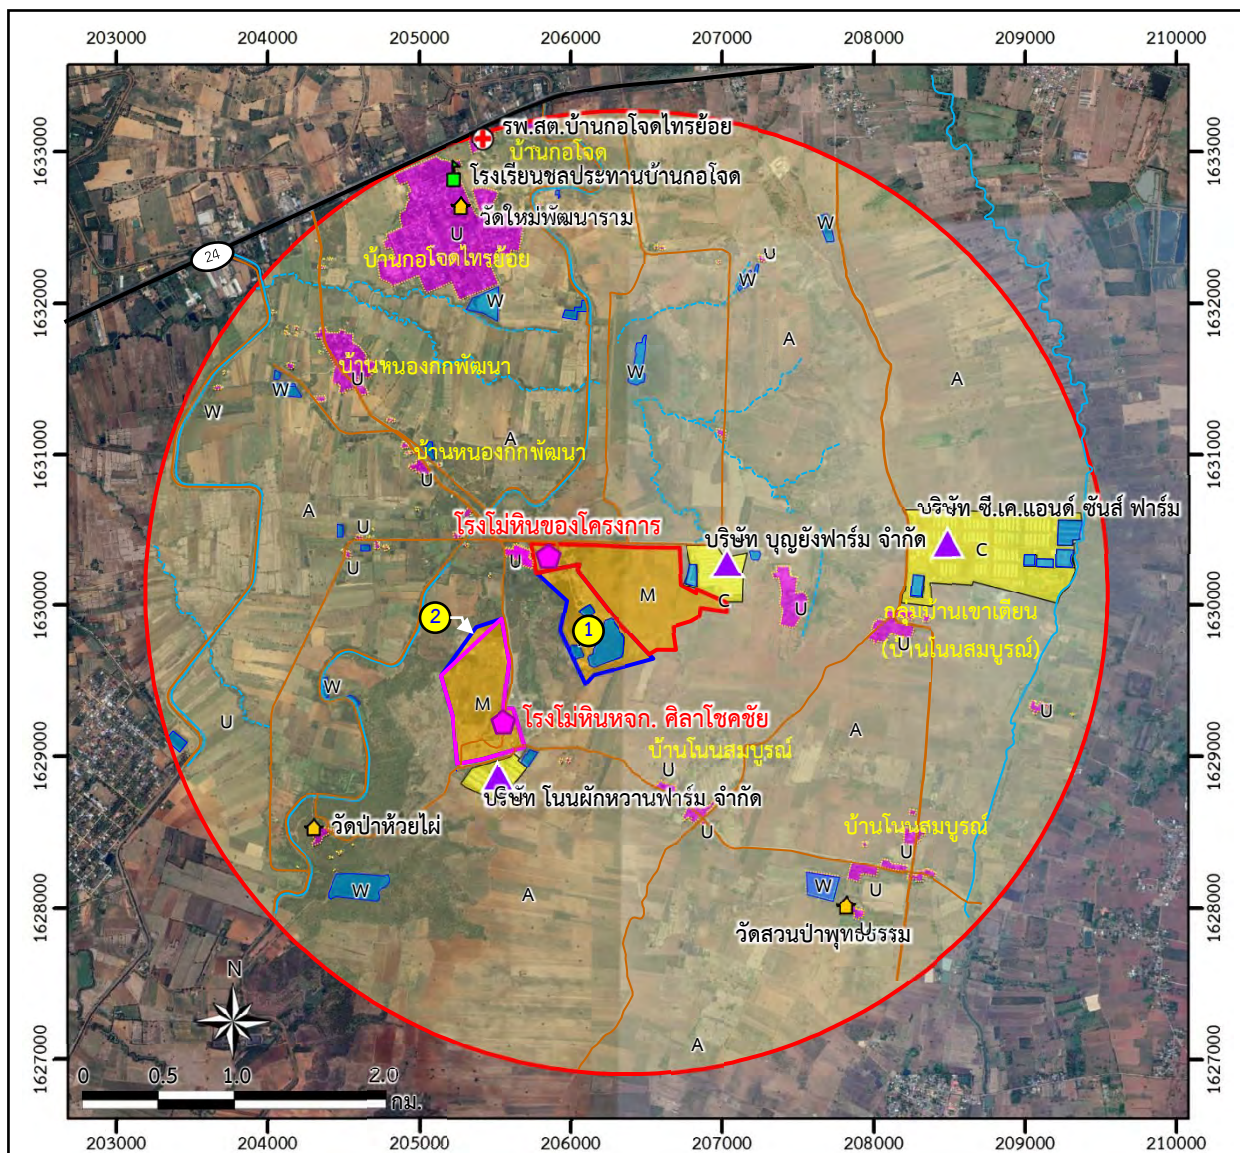 203000 204000 205000 206000 207000 208000 209000 210000
1633000 1633000
รพ.สต.บ้านกอโจดไทรย้อย
บ้านกอโจด
โรงเรียนชลประทานบ้านกอโจด
วัดใหม่พัฒนาราม
U
W
24
บ้านกอโจดไทรย้อย
U
W
W
1632000 1632000
A
บ้านหนองกกพัฒนา
U
W
W
W
A
A
บ้านหนองกกพัฒนา
U
1631000 1631000
A
U
U
โรงโม่หินของโครงการ
บริษัท บุญยังฟาร์ม จำกัด
บริษัท ซี.เค.แอนด์ ซันส์ ฟาร์ม
C
U
M
C
U
1630000 1630000
2
1
กลุ่มบ้านเขาเตียน
(บ้านโนนสมบูรณ์)
U
W
M
U
U
โรงโม่หินหจก. ศิลาโชคชัย
A
บ้านโนนสมบูรณ์
1629000 1629000
U
C
บริษัท โนนผักหวานฟาร์ม จำกัด
วัดป่าห้วยไผ่
U
บ้านโนนสมบูรณ์
U
W
A
W
U
1628000 1628000
U
วัดสวนป่าพุทธธรรม
N
A
1627000 1627000
0 0.5 1.0 2.0
กม.
203000 204000 205000 206000 207000 208000 209000 210000